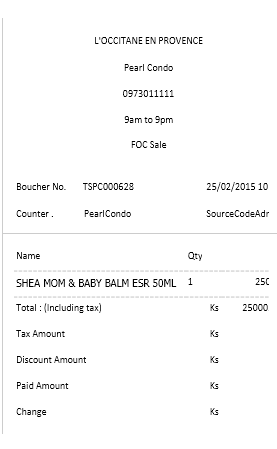 L'OCCITANE EN PROVENCE
Pearl Condo
0973011111
9am to 9pm
FOC Sale
Boucher No. TSPC000628 25/02/2015 10
Counter . PearlCondo SourceCodeAdr
Name Qty
SHEA MOM & BABY BALM ESR 50ML 1 250
Total : (Including tax) Ks 25000
Tax Amount Ks
Discount Amount Ks
Paid Amount Ks
Change Ks